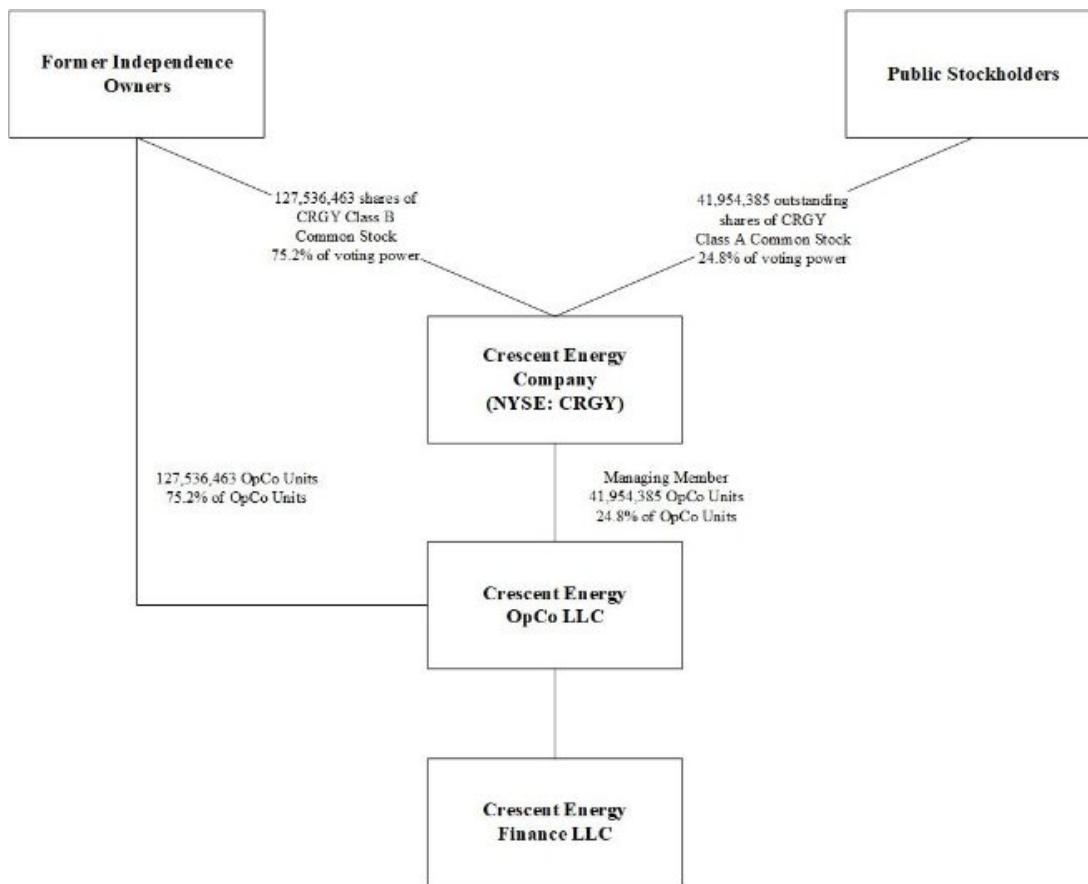 Former Independence
Owners
Public Stockholders
127,536,463 shares of
CRGY Class B
Common Stock
75.2% of voting power
41,954,385 outstanding
shares of CRGY
Class A Common Stock
24.8% of voting power
Crescent Energy
Company
(NYSE: CRGY)
127,536,463 OpCo Units
75.2% of OpCo Units
Managing Member
41,954,385 OpCo Units
24.8% of OpCo Units
Crescent Energy
OpCo LLC
Crescent Energy
Finance LLC